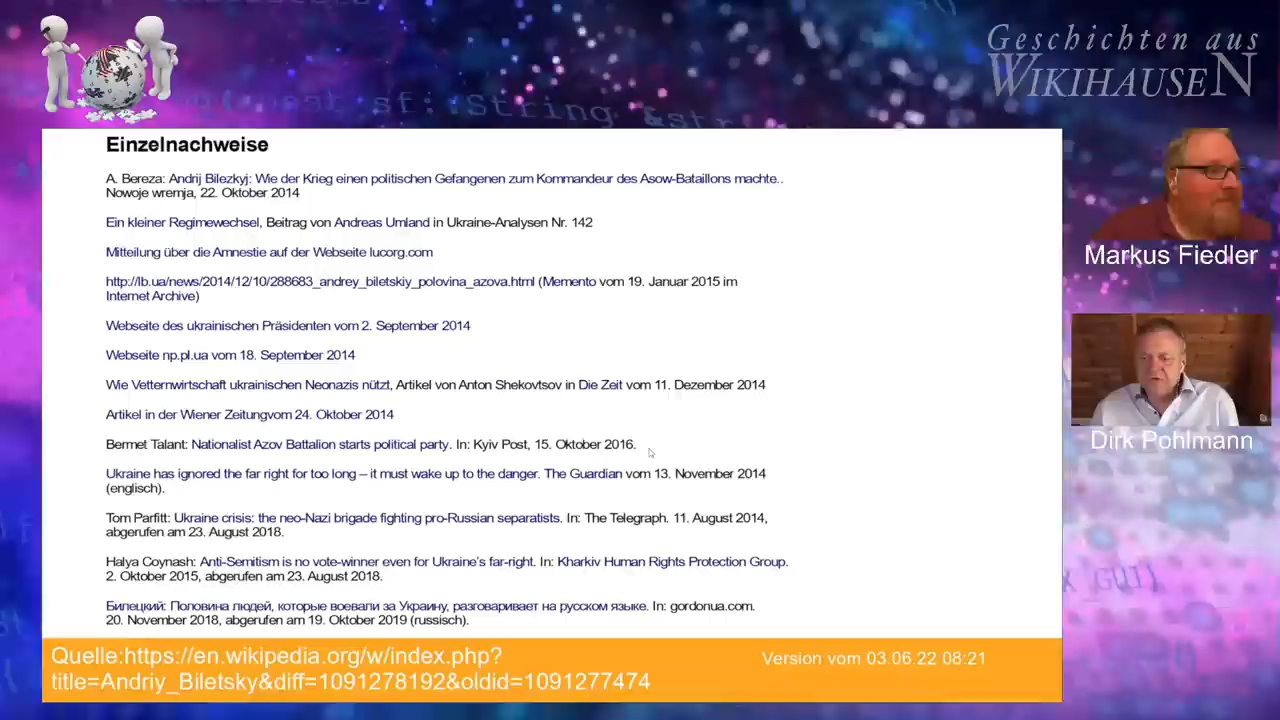 Geschichten aus
WIKIHAUSEN
Einzelnachweise
A. Bereza: Andrij Bilezkyj: Wie der Krieg einen politischen Gefangenen zum Kommandeur des Asow-Bataillons machte..
Nowoje wremja, 22. Oktober 2014
Ein kleiner Regimewechsel, Beitrag von Andreas Umland in Ukraine-Analysen Nr. 142
Mitteilung über die Amnestie auf der Webseite lucorg.com
http://lb.ua/news/2014/12/10/288683_andrey_biletskiy_polovina_azova.html (Memento vom 19. Januar 2015 im
Internet Archive)
Webseite des ukrainischen Präsidenten vom 2. September 2014
Webseite np.pl.ua vom 18. September 2014
Wie Vetternwirtschaft ukrainischen Neonazis nützt, Artikel von Anton Shekovtsov in Die Zeit vom 11. Dezember 2014
Artikel in der Wiener Zeitungvom 24. Oktober 2014
Bermet Talant: Nationalist Azov Battalion starts political party. In: Kyiv Post, 15. Oktober 2016.
Ukraine has ignored the far right for too long – it must wake up to the danger. The Guardian vom 13. November 2014
(englisch).
Tom Parfitt: Ukraine crisis: the neo-Nazi brigade fighting pro-Russian separatists. In: The Telegraph. 11. August 2014,
abgerufen am 23. August 2018.
Halya Coynash: Anti-Semitism is no vote-winner even for Ukraine's far-right. In: Kharkiv Human Rights Protection Group.
2. Oktober 2015, abgerufen am 23. August 2018.
Билецкий: Половина людей, которые воевали за Украину, разговаривает на русском языке. In: gordonua.com.
20. November 2018, abgerufen am 19. Oktober 2019 (russisch).
Markus Fiedler
Dirk Pohlmann
Quelle:https://en.wikipedia.org/w/index.php?
title=Andriy_Biletsky&diff=1091278192&oldid=1091277474
Version vom 03.06.22 08:21